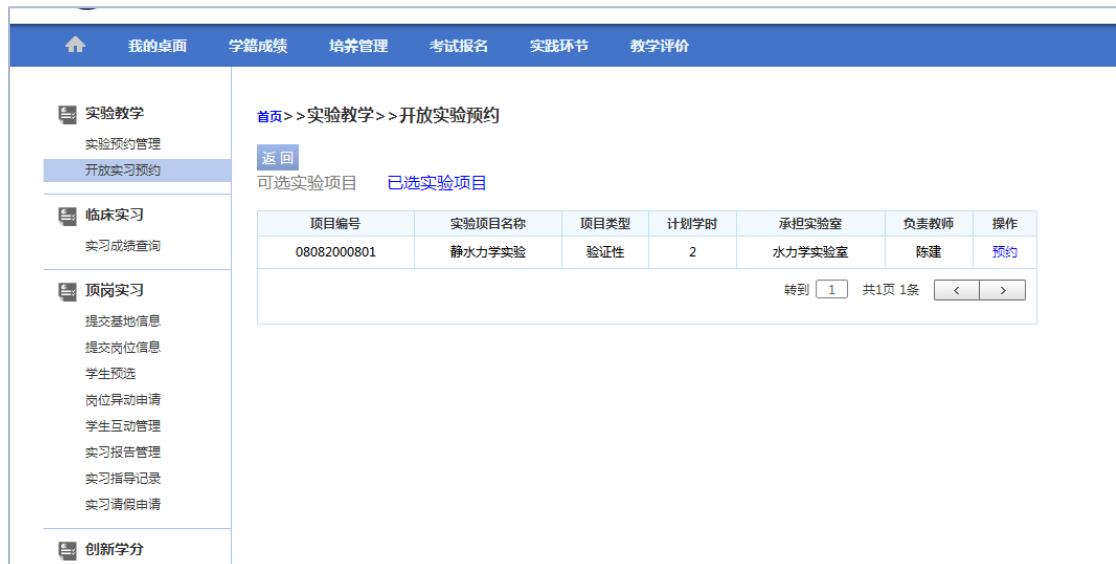 我的桌面 学籍成绩 培养管理 考试报名 实践环节 教学评价
实验教学
实验预约管理
开放实习预约
临床实习
实习成绩查询
顶岗实习
提交基地信息
提交岗位信息
学生预选
岗位异动申请
学生互动管理
实习报告管理
实习指导记录
实习请假申请
创新学分
首页>>实验教学>>开放实验预约
返回
可选实验项目 已选实验项目
项目编号 实验项目名称 项目类型 计划学时 承担实验室 负责教师 操作
08082000801 静水力学实验 验证性 2 水力学实验室 陈建 预约
转到 1 共1页 1条 < >